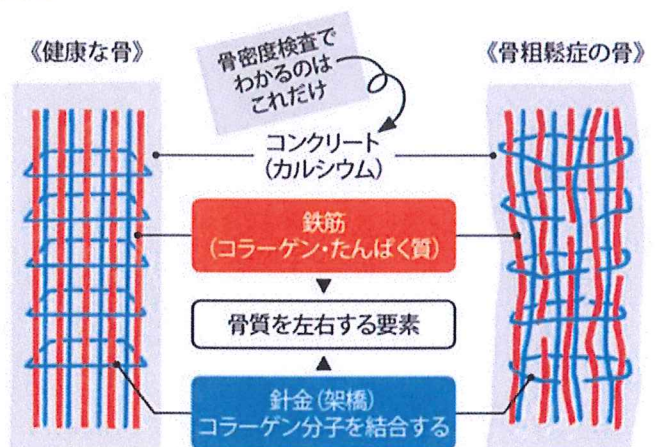 《健康な骨》
骨密度検査で
わかるのは
これだけ
《骨粗鬆症の骨》
コンクリート
(カルシウム)
鉄筋
(コラーゲン・たんぱく質)
骨質を左右する要素
針金(架橋)
コラーゲン分子を結合する